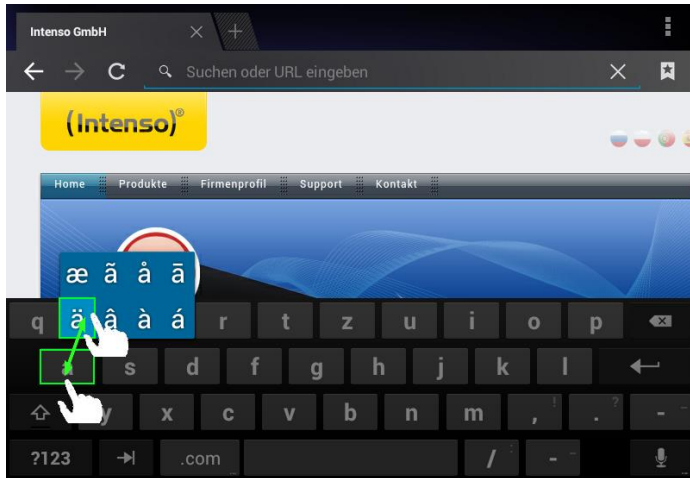 Intenso GmbH
Suchen oder URL eingeben
(Intenso)®
Home Produkte Firmenprofil Support Kontakt
æ ã å ā
ä â à á
q r t z u i o p
a s d f g h j k l
y x c v b n m , ! . ? -
?123 .com / : -